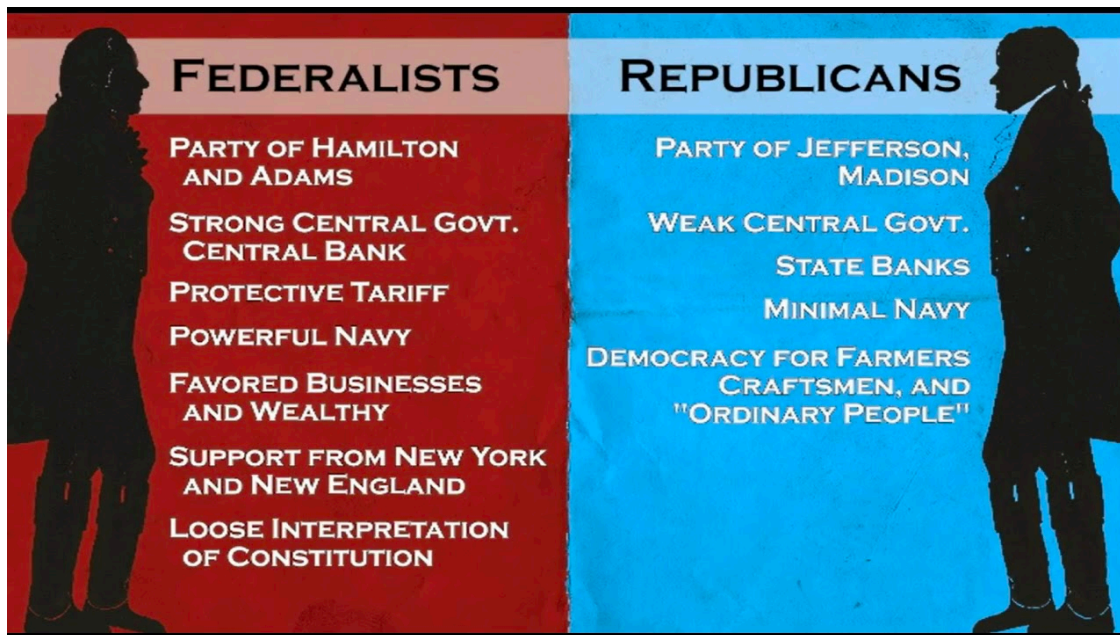 FEDERALISTS
PARTY OF HAMILTON
AND ADAMS
STRONG CENTRAL GOVT.
CENTRAL BANK
PROTECTIVE TARIFF
POWERFUL NAVY
FAVORED BUSINESSES
AND WEALTHY
SUPPORT FROM NEW YORK
AND NEW ENGLAND
LOOSE INTERPRETATION
OF CONSTITUTION
REPUBLICANS
PARTY OF JEFFERSON,
MADISON
WEAK CENTRAL GOVT.
STATE BANKS
MINIMAL NAVY
DEMOCRACY FOR FARMERS
CRAFTSMEN, AND
"ORDINARY PEOPLE"